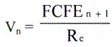 Vₙ = FCFEₙ₊₁ / Rₑ